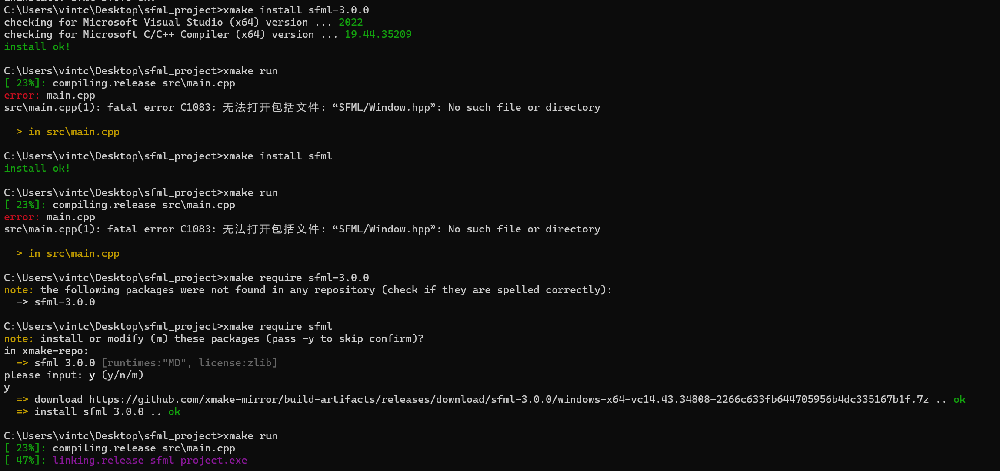 uninstall: sfml-3.0.0 ok!
C:\Users\vintc\Desktop\sfml_project>xmake install sfml-3.0.0
checking for Microsoft Visual Studio (x64) version ... 2022
checking for Microsoft C/C++ Compiler (x64) version ... 19.44.35209
install ok!
C:\Users\vintc\Desktop\sfml_project>xmake run
[ 23%]: compiling.release src\main.cpp
error: main.cpp
src\main.cpp(1): fatal error C1083: 无法打开包括文件: “SFML/Window.hpp”: No such file or directory
> in src\main.cpp
C:\Users\vintc\Desktop\sfml_project>xmake install sfml
install ok!
C:\Users\vintc\Desktop\sfml_project>xmake run
[ 23%]: compiling.release src\main.cpp
error: main.cpp
src\main.cpp(1): fatal error C1083: 无法打开包括文件: “SFML/Window.hpp”: No such file or directory
> in src\main.cpp
C:\Users\vintc\Desktop\sfml_project>xmake require sfml-3.0.0
note: the following packages were not found in any repository (check if they are spelled correctly):
-> sfml-3.0.0
C:\Users\vintc\Desktop\sfml_project>xmake require sfml
note: install or modify (m) these packages (pass -y to skip confirm)?
in xmake-repo:
-> sfml 3.0.0 [runtimes:"MD", license:zlib]
please input: y (y/n/m)
y
=> download https://github.com/xmake-mirror/build-artifacts/releases/download/sfml-3.0.0/windows-x64-vc14.43.34808-2266c633fb644705956b4dc335167b1f.7z .. ok
=> install sfml 3.0.0 .. ok
C:\Users\vintc\Desktop\sfml_project>xmake run
[ 23%]: compiling.release src\main.cpp
[ 47%]: linking.release sfml_project.exe